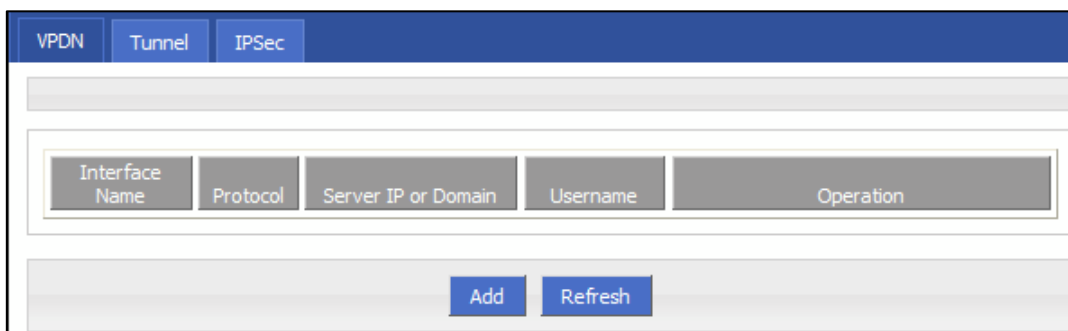 VPDN Tunnel IPSec
Interface
Name Protocol Server IP or Domain Username Operation
Add Refresh